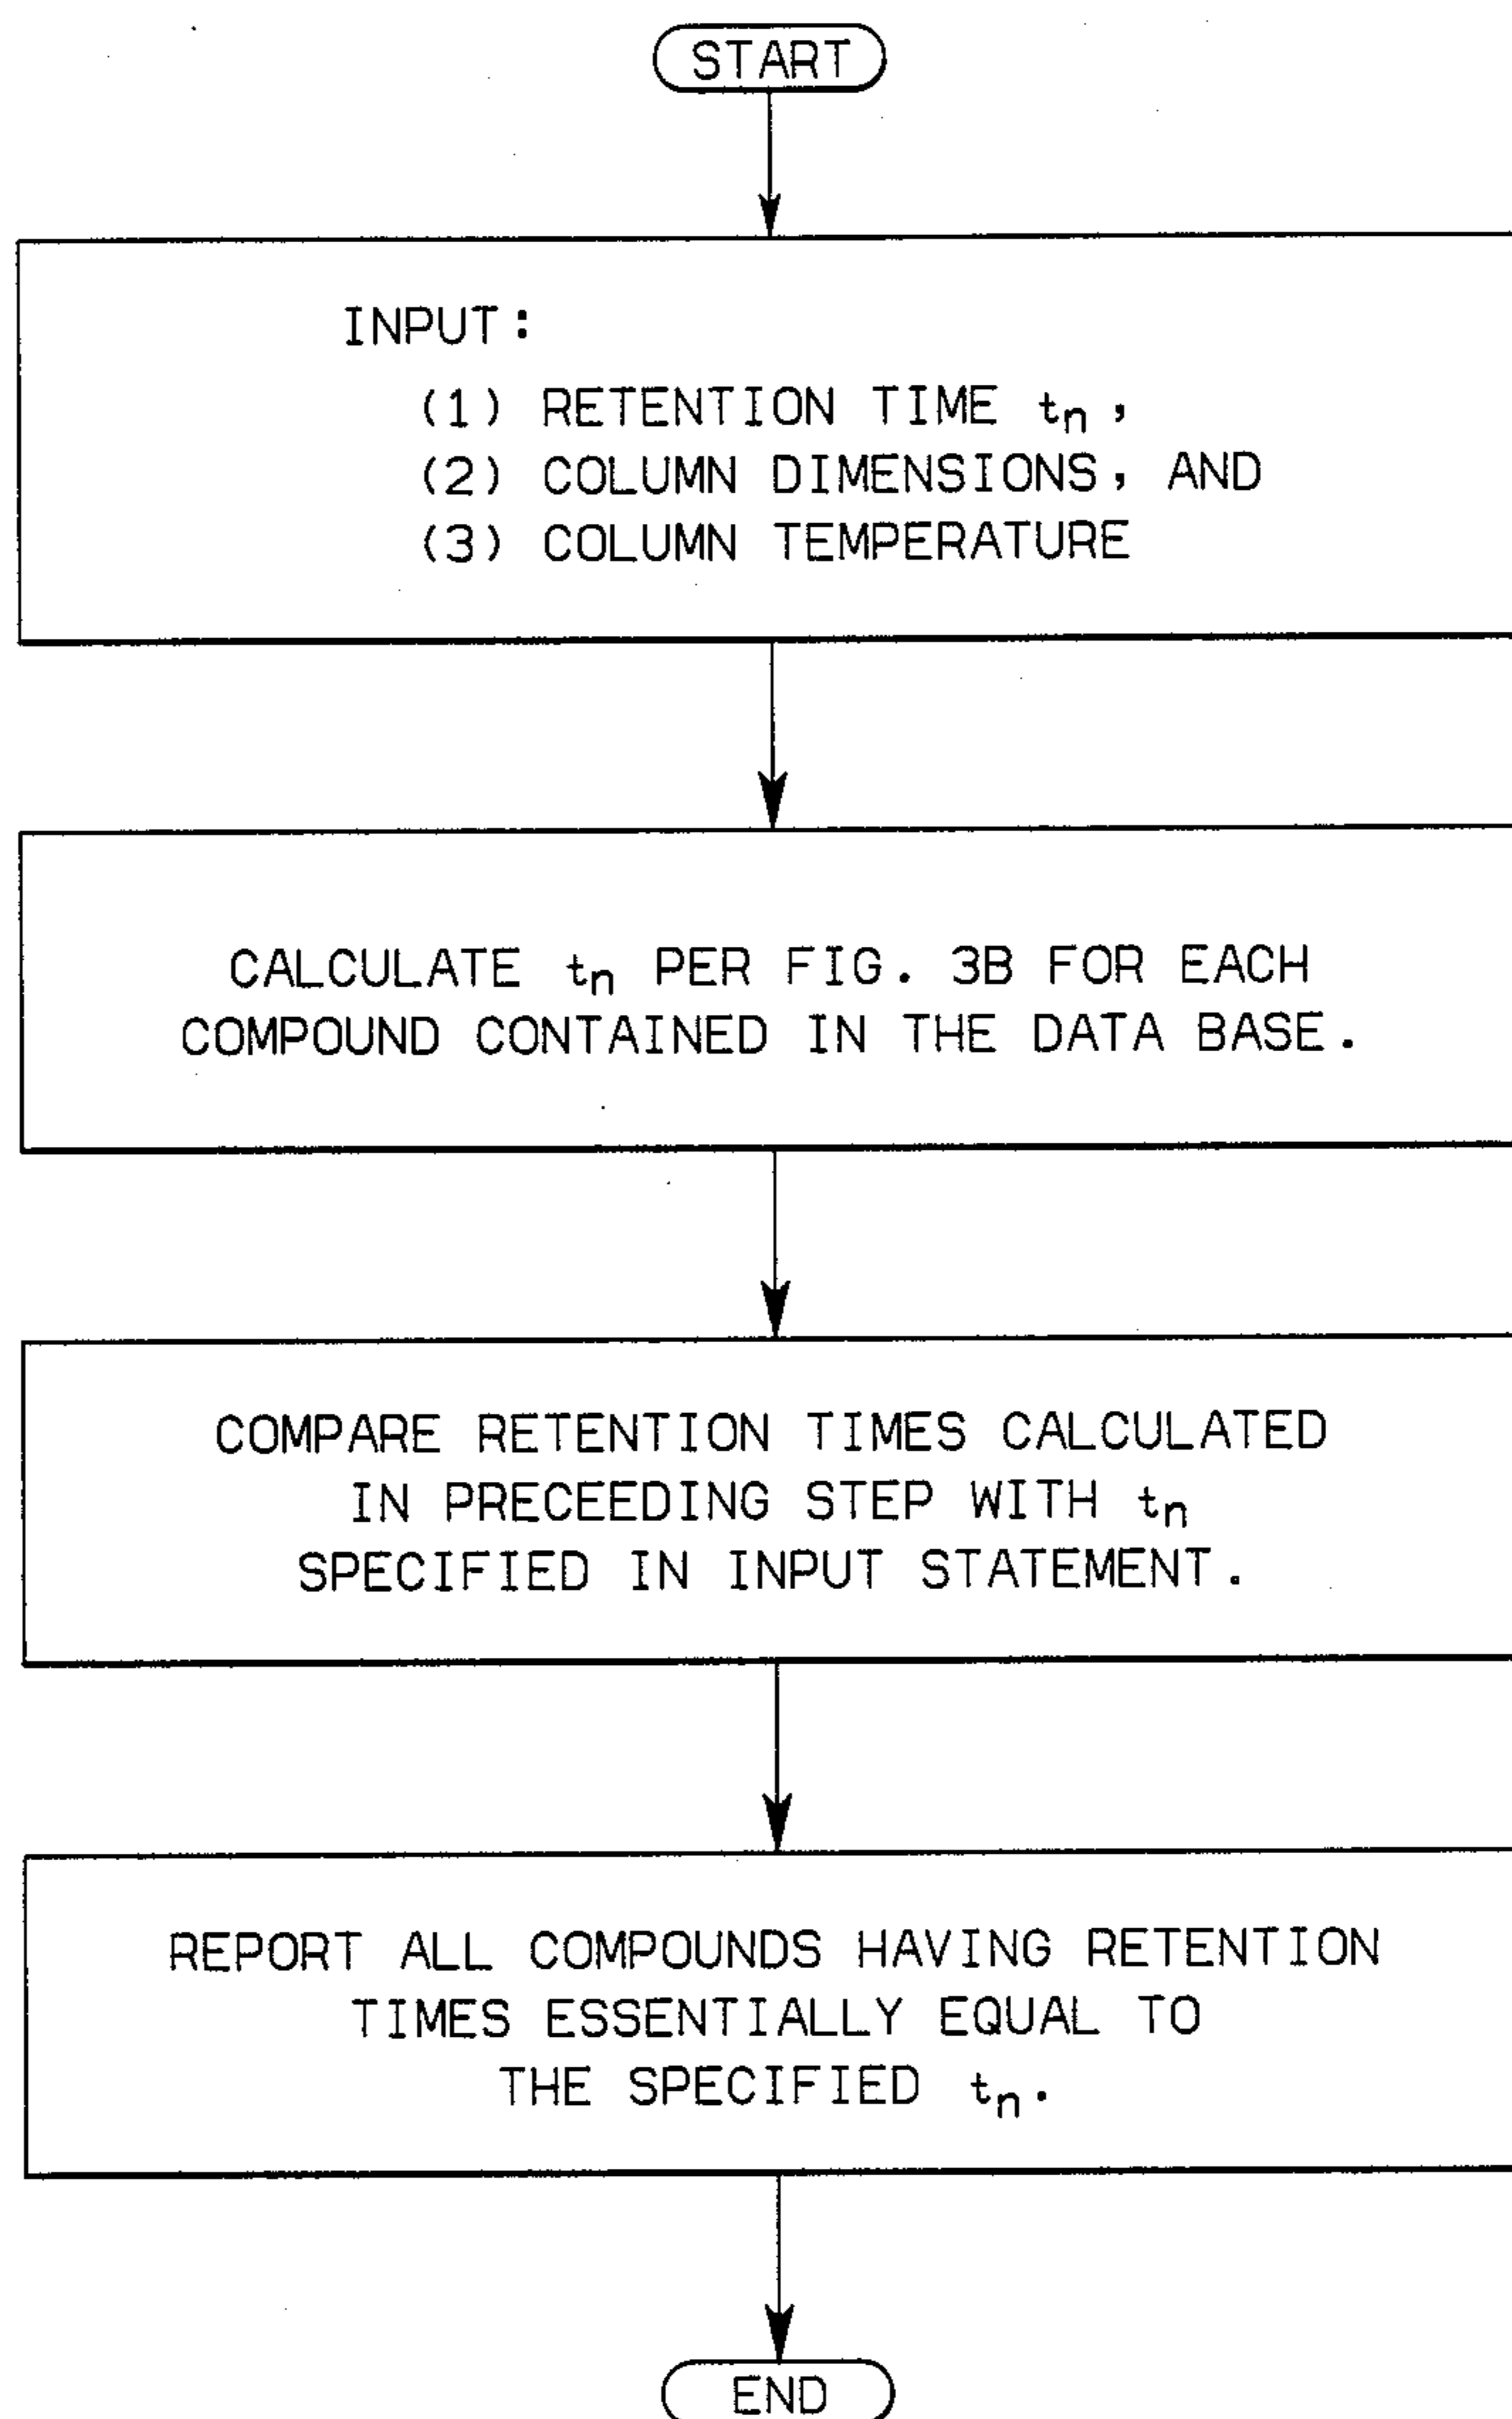 START
INPUT:
(1) RETENTION TIME tn,
(2) COLUMN DIMENSIONS, AND
(3) COLUMN TEMPERATURE
CALCULATE tn PER FIG. 3B FOR EACH
COMPOUND CONTAINED IN THE DATA BASE.
COMPARE RETENTION TIMES CALCULATED
IN PRECEEDING STEP WITH tn
SPECIFIED IN INPUT STATEMENT.
REPORT ALL COMPOUNDS HAVING RETENTION
TIMES ESSENTIALLY EQUAL TO
THE SPECIFIED tn.
END